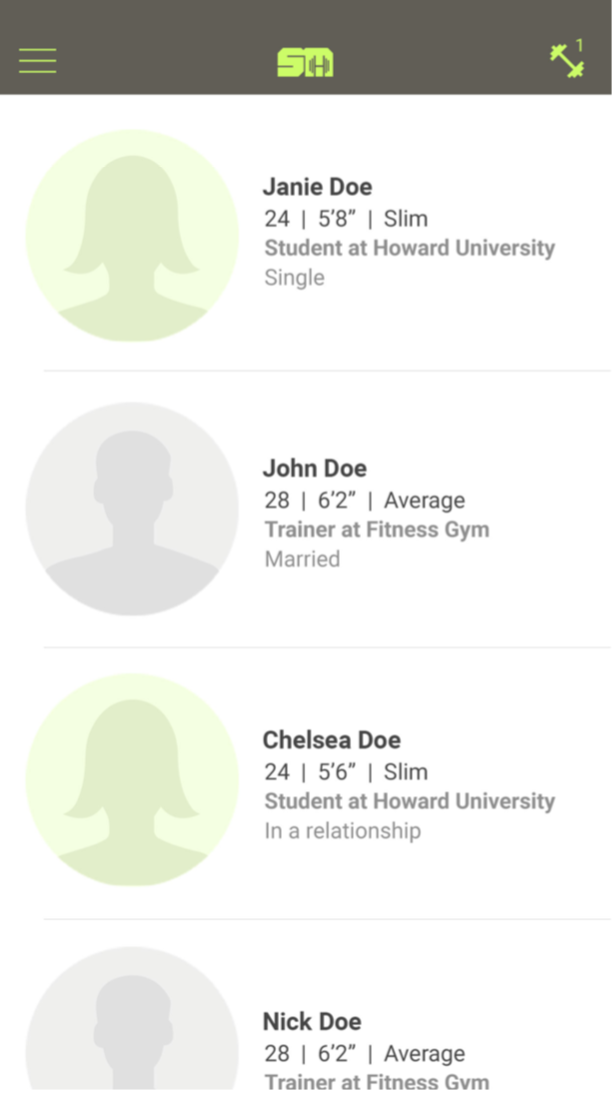 SM
1
Janie Doe
24 | 5’8” | Slim
Student at Howard University
Single
John Doe
28 | 6’2” | Average
Trainer at Fitness Gym
Married
Chelsea Doe
24 | 5’6” | Slim
Student at Howard University
In a relationship
Nick Doe
28 | 6’2” | Average
Trainer at Fitness Gym